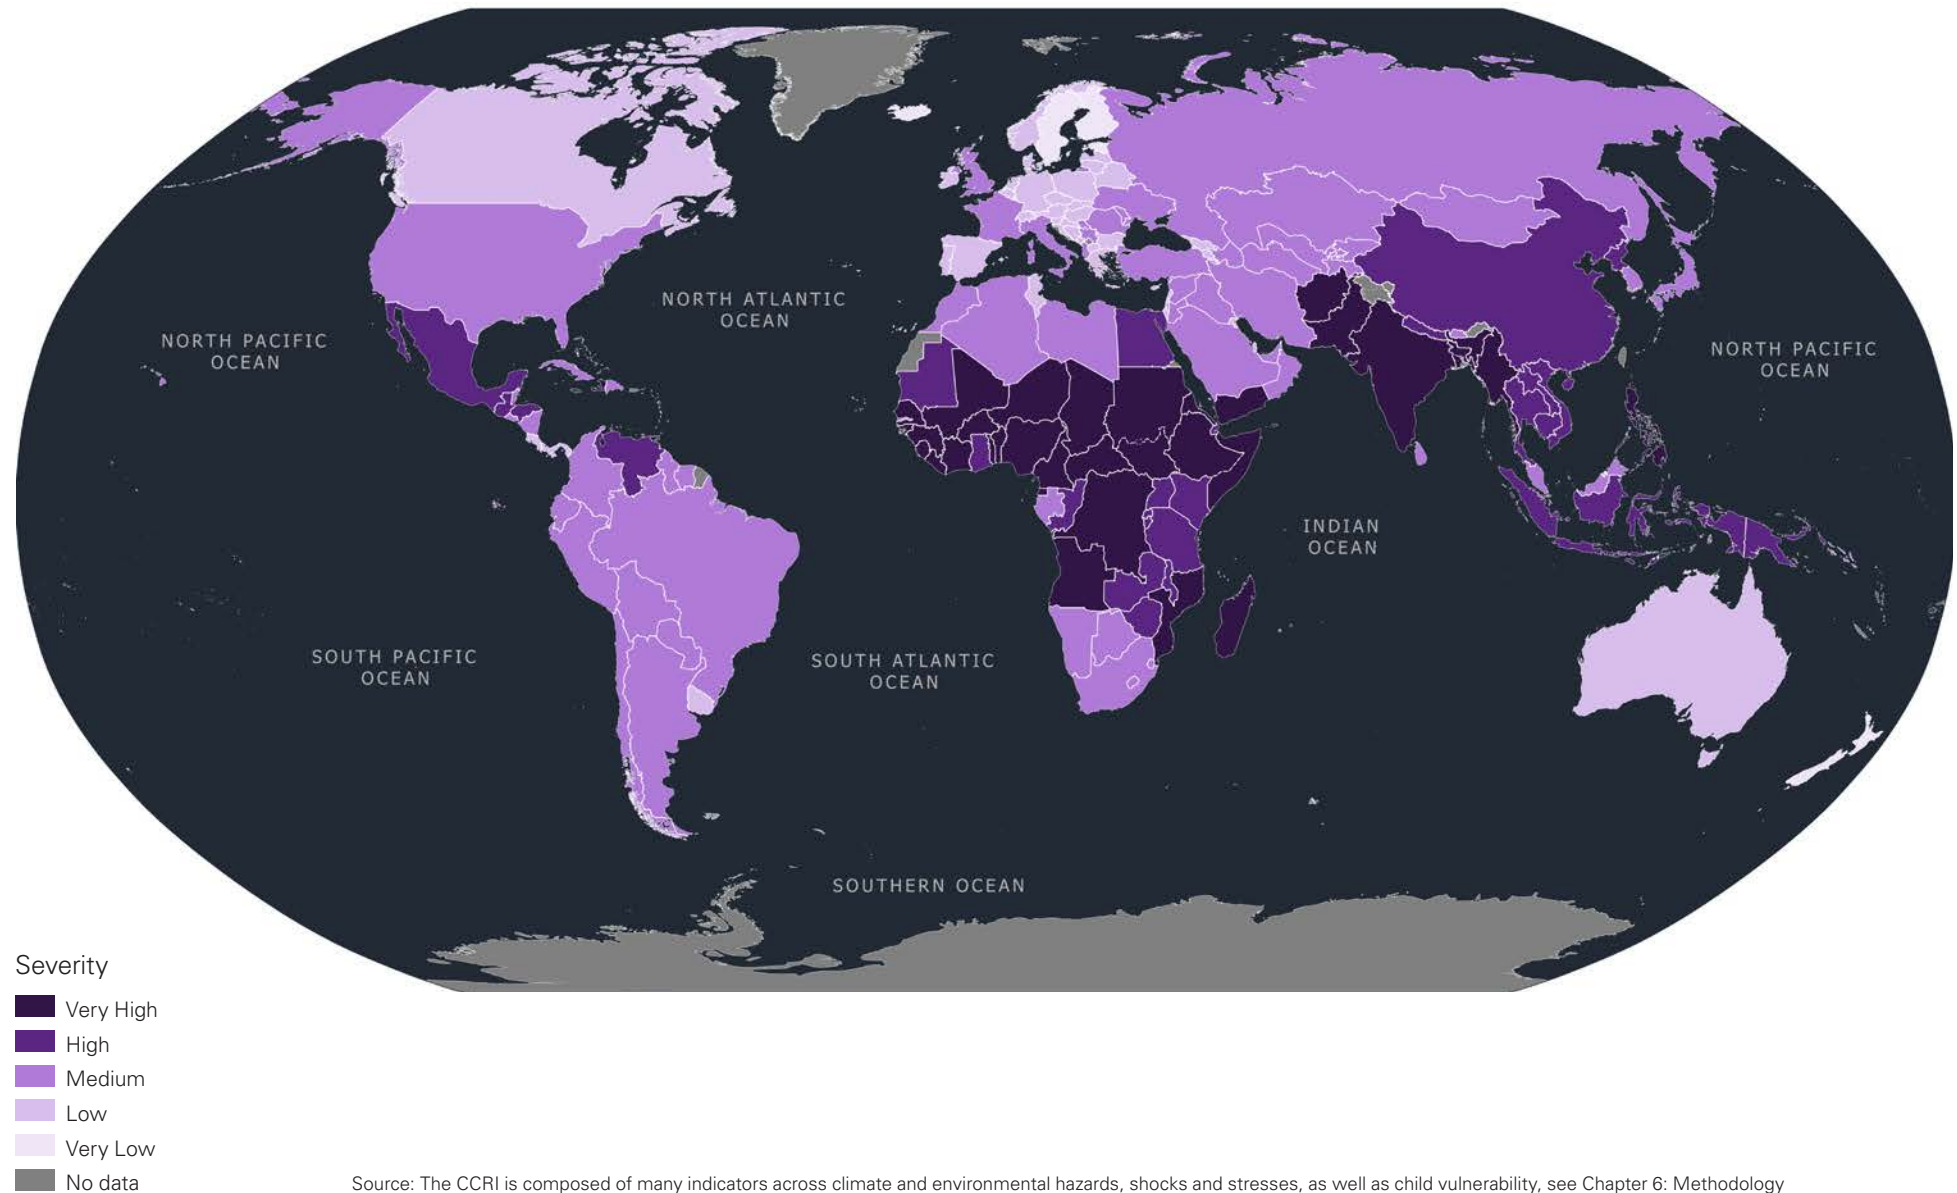 NORTH ATLANTIC
OCEAN
NORTH PACIFIC
OCEAN
NORTH PACIFIC
OCEAN
INDIAN
OCEAN
SOUTH PACIFIC
OCEAN
SOUTH ATLANTIC
OCEAN
SOUTHERN OCEAN
Severity
Very High
High
Medium
Low
Very Low
No data
Source: The CCRI is composed of many indicators across climate and environmental hazards, shocks and stresses, as well as child vulnerability, see Chapter 6: Methodology